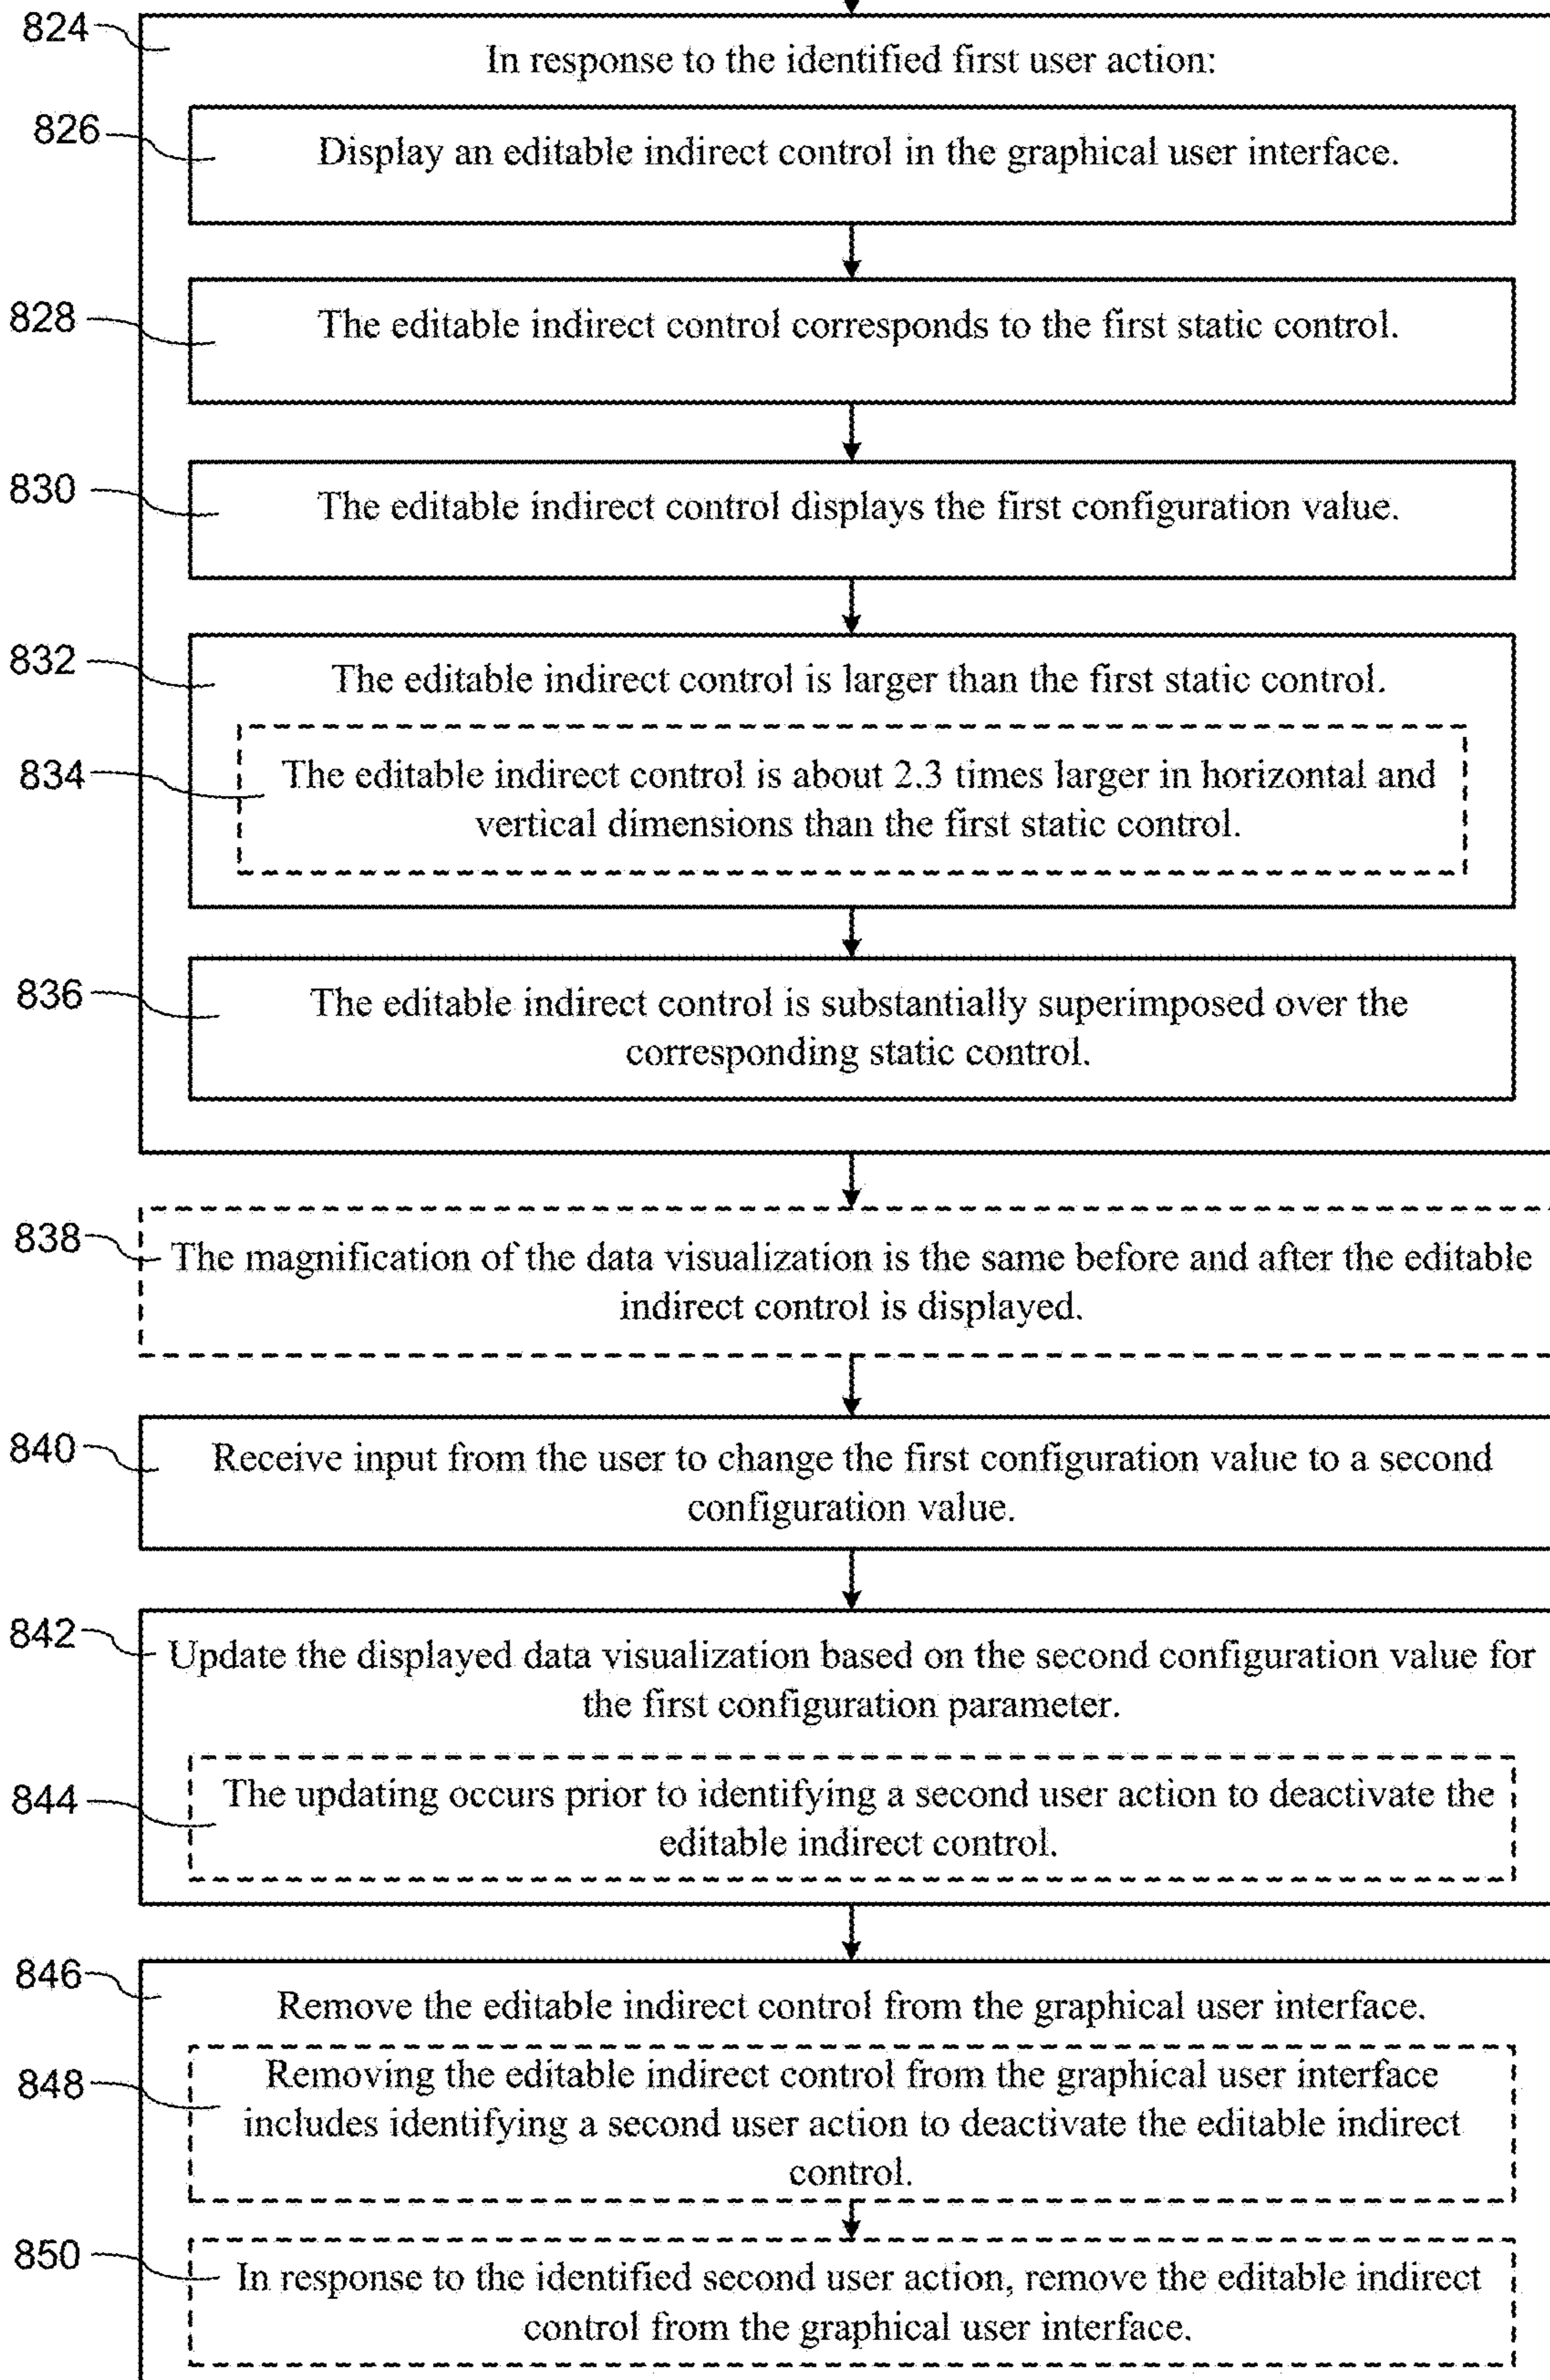 824
In response to the identified first user action:
826
Display an editable indirect control in the graphical user interface.
828
The editable indirect control corresponds to the first static control.
830
The editable indirect control displays the first configuration value.
832
The editable indirect control is larger than the first static control.
834
The editable indirect control is about 2.3 times larger in horizontal and
vertical dimensions than the first static control.
836
The editable indirect control is substantially superimposed over the
corresponding static control.
838
The magnification of the data visualization is the same before and after the editable
indirect control is displayed.
840
Receive input from the user to change the first configuration value to a second
configuration value.
842
Update the displayed data visualization based on the second configuration value for
the first configuration parameter.
844
The updating occurs prior to identifying a second user action to deactivate the
editable indirect control.
846
Remove the editable indirect control from the graphical user interface.
848
Removing the editable indirect control from the graphical user interface
includes identifying a second user action to deactivate the editable indirect
control.
850
In response to the identified second user action, remove the editable indirect
control from the graphical user interface.